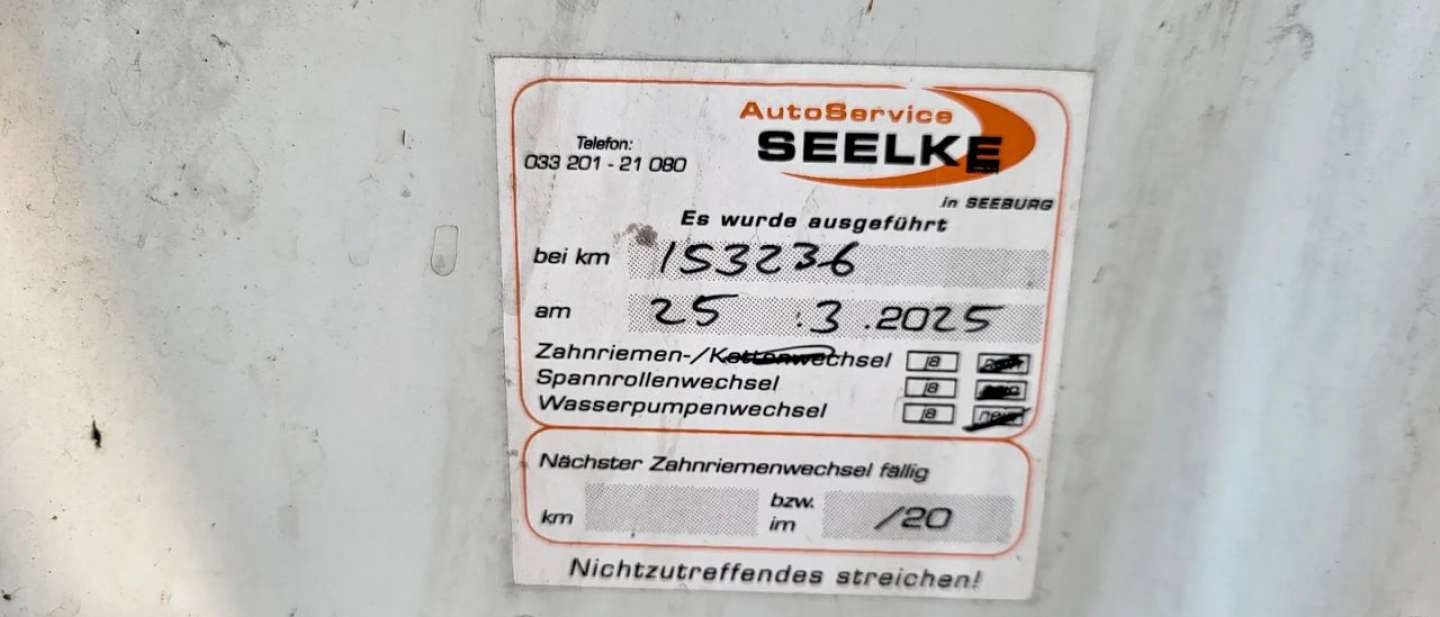 AutoService
SEELKE
Telefon:
033 201 - 21 080
in SEEBURG
Es wurde ausgeführt
bei km 153236
am 25.3.2025
Zahnriemen-/Kettenwechsel ja
Spannrollenwechsel ja
Wasserpumpenwechsel ja nein
Nächster Zahnriemenwechsel fällig
km bzw. im /20
Nichtzutreffendes streichen!